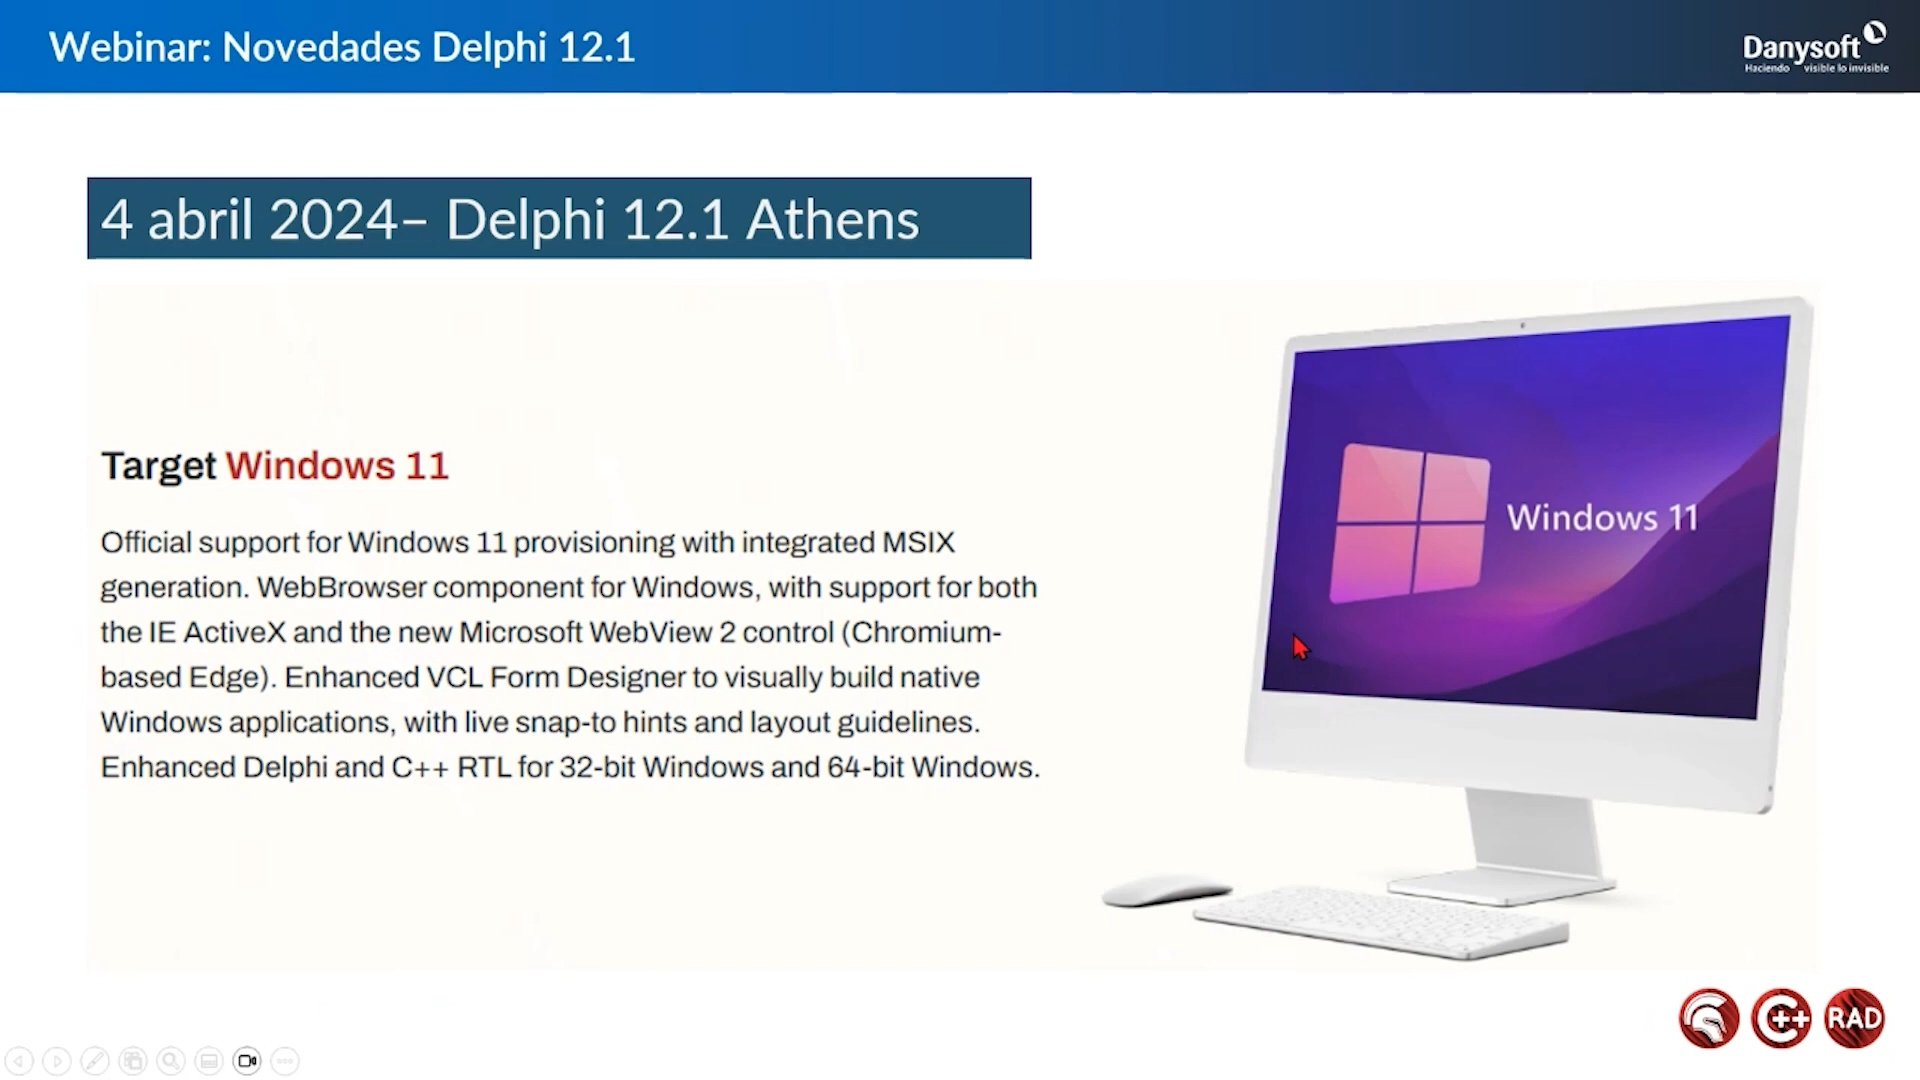 Webinar: Novedades Delphi 12.1
Danysoft
Haciendo visible lo invisible
4 abril 2024– Delphi 12.1 Athens
Target Windows 11
Official support for Windows 11 provisioning with integrated MSIX
generation. WebBrowser component for Windows, with support for both
the IE ActiveX and the new Microsoft WebView 2 control (Chromium-
based Edge). Enhanced VCL Form Designer to visually build native
Windows applications, with live snap-to hints and layout guidelines.
Enhanced Delphi and C++ RTL for 32-bit Windows and 64-bit Windows.
Windows 11
C++
RAD